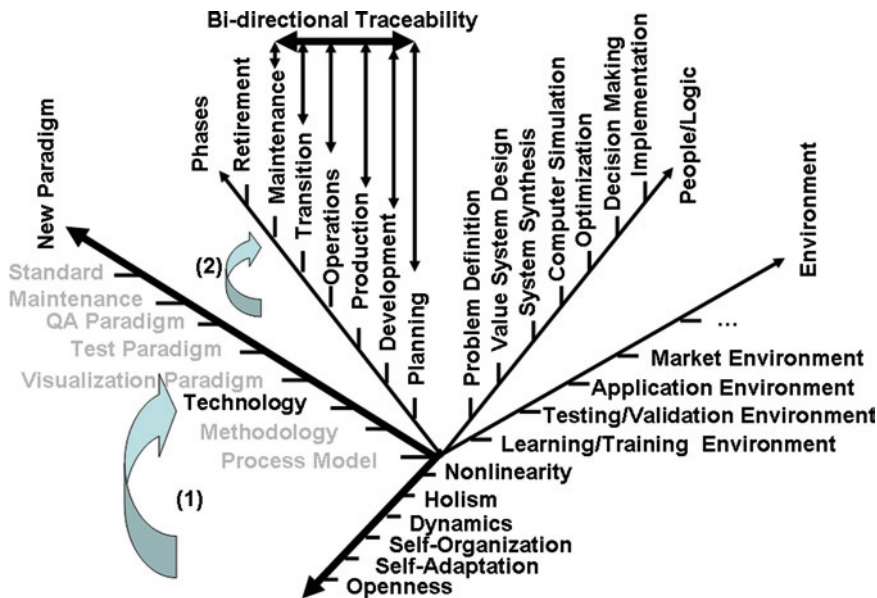 Bi-directional Traceability
New Paradigm
Phases
Retirement
Maintenance
Transition
Operations
Production
Development
Planning
Problem Definition
Value System Design
System Synthesis
Computer Simulation
Optimization
Decision Making
Implementation
People/Logic
Environment
(2)
Standard
Maintenance
QA Paradigm
Test Paradigm
Visualization Paradigm
Technology
Methodology
Process Model
(1)
...
Market Environment
Application Environment
Testing/Validation Environment
Learning/Training Environment
Nonlinearity
Holism
Dynamics
Self-Organization
Self-Adaptation
Openness